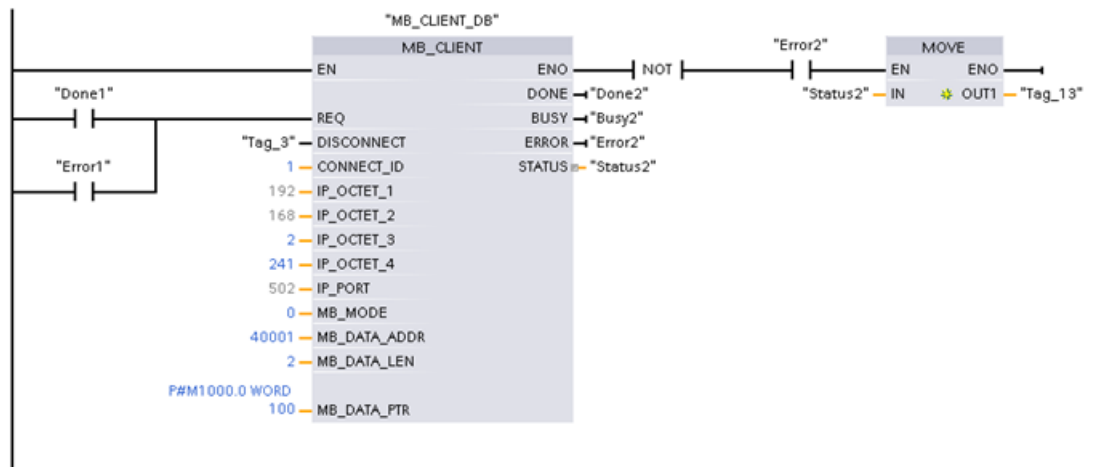 "MB_CLIENT_DB"
MB_CLIENT
"Error2"
MOVE
EN ENO NOT EN ENO
"Done1" DONE "Done2" "Status2" IN OUT1 "Tag_13"
REQ BUSY "Busy2"
"Tag_3" DISCONNECT ERROR "Error2"
"Error1" 1 CONNECT_ID STATUS "Status2"
192 IP_OCTET_1
168 IP_OCTET_2
2 IP_OCTET_3
241 IP_OCTET_4
502 IP_PORT
0 MB_MODE
40001 MB_DATA_ADDR
2 MB_DATA_LEN
P#M1000.0 WORD
100 MB_DATA_PTR